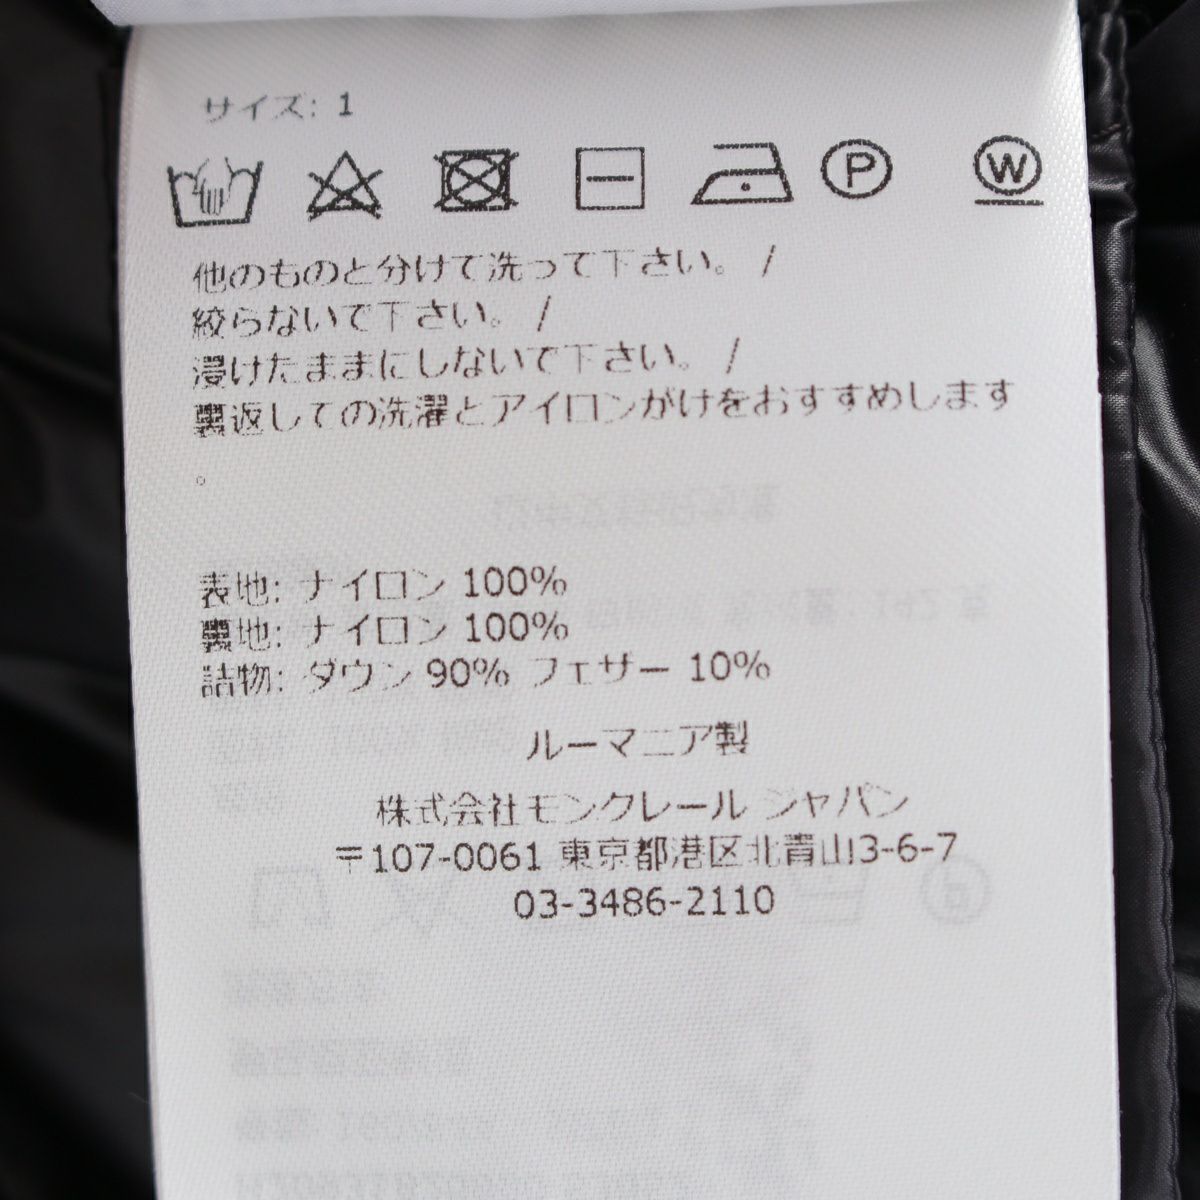 サイズ: 1
P W
他のものと分けて洗って下さい。 /
絞らないで下さい。 /
浸けたままにしないで下さい。 /
裏返しての洗濯とアイロンがけをおすすめします
。
表地: ナイロン 100%
裏地: ナイロン 100%
詰物: ダウン 90% フェザー 10%
ルーマニア製
株式会社モンクレール ジャパン
〒107-0061 東京都港区北青山3-6-7
03-3486-2110